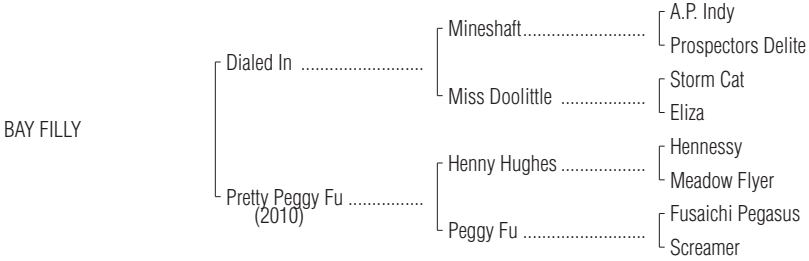 A.P. Indy
Mineshaft..........................
Prospectors Delite
Dialed In ..........................
Storm Cat
Miss Doolittle ..................
Eliza
BAY FILLY
Hennessy
Henny Hughes ..................
Meadow Flyer
Pretty Peggy Fu ................
(2010)
Fusaichi Pegasus
Peggy Fu ..........................
Screamer